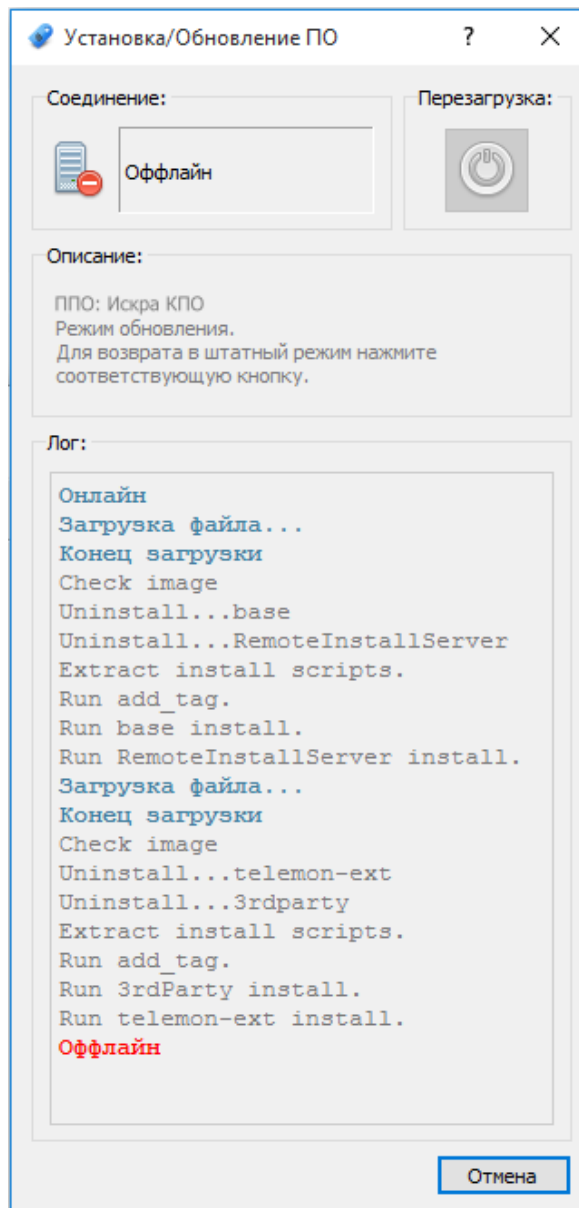 Установка/Обновление ПО
Соединение:
Перезагрузка:
Оффлайн
Описание:
ППО: Искра КПО
Режим обновления.
Для возврата в штатный режим нажмите
соответствующую кнопку.
Лог:
Онлайн
Загрузка файла...
Конец загрузки
Check image
Uninstall...base
Uninstall...RemoteInstallServer
Extract install scripts.
Run add_tag.
Run base install.
Run RemoteInstallServer install.
Загрузка файла...
Конец загрузки
Check image
Uninstall...telemon-ext
Uninstall...3rdparty
Extract install scripts.
Run add_tag.
Run 3rdParty install.
Run telemon-ext install.
Оффлайн
Отмена